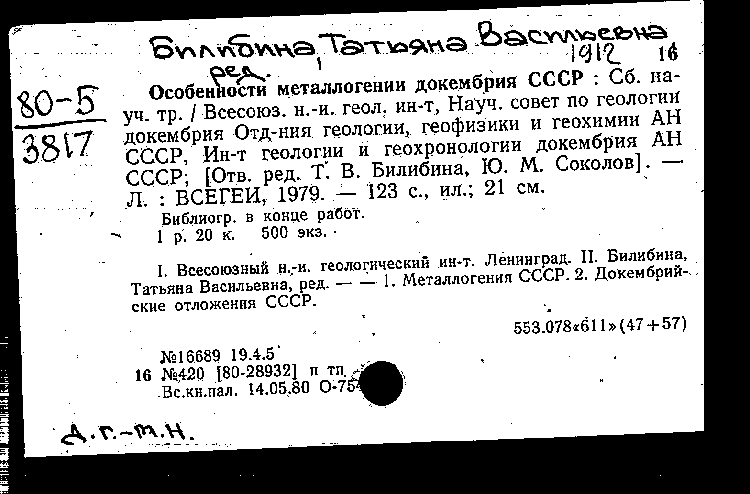 Билибина, Татьяна Васильевна
ред. 1912 16
80-5
3817
Особенности металлогении докембрия СССР : Сб. на-
уч. тр. / Всесоюз. н.-и. геол. ин-т, Науч. совет по геологии
докембрия Отд-ния геологии, геофизики и геохимии АН
СССР, Ин-т геологии и геохронологии докембрия АН
СССР; [Отв. ред. Т. В. Билибина, Ю. М. Соколов]. —
Л. : ВСЕГЕИ, 1979. — 123 с., ил.; 21 см.
Библиогр. в конце работ.
1 р. 20 к. 500 экз.
I. Всесоюзный н.-и. геологический ин-т. Ленинград. II. Билибина,
Татьяна Васильевна, ред. — — 1. Металлогения СССР. 2. Докембрий-
ские отложения СССР.
553.078«611»(47+57)
№16689 19.4.5
16 №420 [80-28932] п тп
Вс.кн.пал. 14.05.80 О-754
д.г.-м.н.